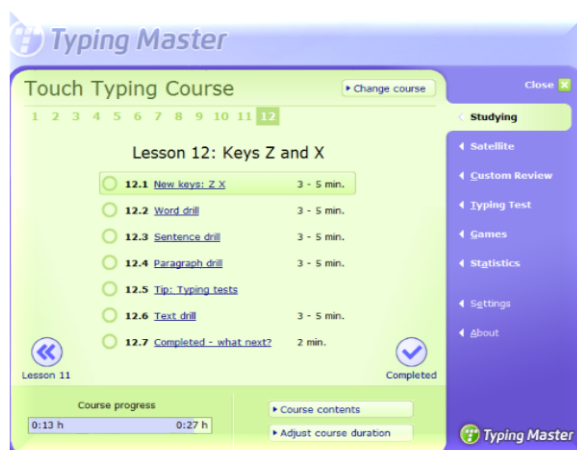 Typing Master
Touch Typing Course
Change course
1 2 3 4 5 6 7 8 9 10 11 12
Lesson 12: Keys Z and X
12.1 New keys: Z X 3 - 5 min.
12.2 Word drill 3 - 5 min.
12.3 Sentence drill 3 - 5 min.
12.4 Paragraph drill 3 - 5 min.
12.5 Tip: Typing tests
12.6 Text drill 3 - 5 min.
12.7 Completed - what next? 2 min.
Lesson 11
Completed
Course progress
0:13 h 0:27 h
Course contents
Adjust course duration
Close
Studying
Satellite
Custom Review
Typing Test
Games
Statistics
Settings
About
Typing Master